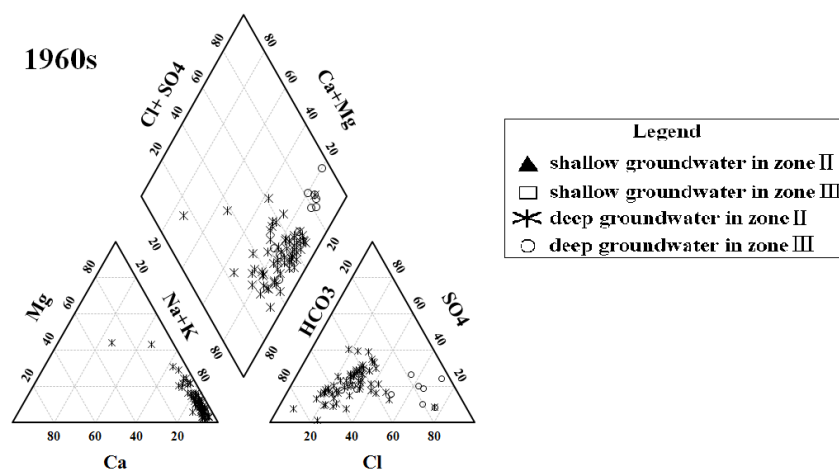 1960s
80
80
60
60
40
40
20
20
Cl+ SO4
Ca+Mg
Legend
shallow groundwater in zone Ⅱ
shallow groundwater in zone Ⅲ
deep groundwater in zone Ⅱ
deep groundwater in zone Ⅲ
20
20
40
40
60
60
80
80
Mg
Na+K
HCO3
SO4
80
60
40
20
20
40
60
80
20
40
60
80
80
60
40
20
80 60 40 20
20 40 60 80
Ca
Cl